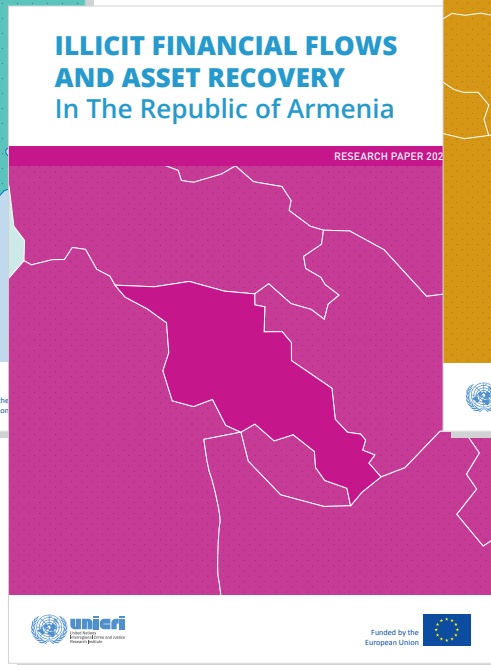 ILLICIT FINANCIAL FLOWS
AND ASSET RECOVERY
In The Republic of Armenia
RESEARCH PAPER 202
unicri
United Nations
Interregional Crime and Justice
Research Institute
Funded by the
European Union